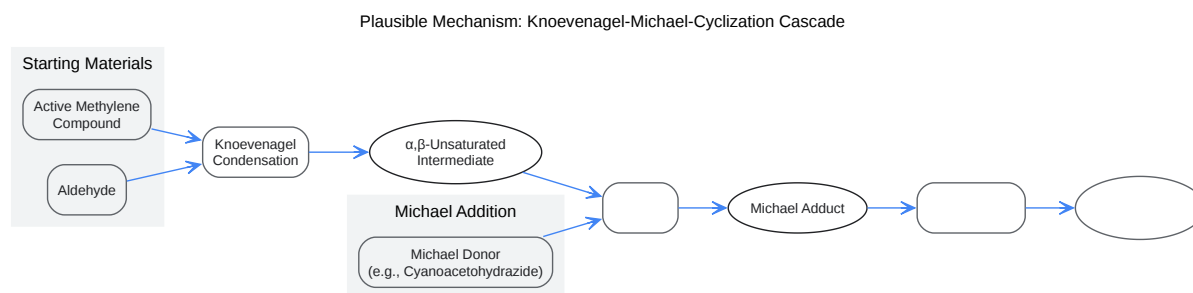 Plausible Mechanism: Knoevenagel-Michael-Cyclization Cascade
Starting Materials
Active Methylene
Compound
Aldehyde
Knoevenagel
Condensation
α,β-Unsaturated
Intermediate
Michael Addition
Michael Donor
(e.g., Cyanoacetohydrazide)
Michael Adduct